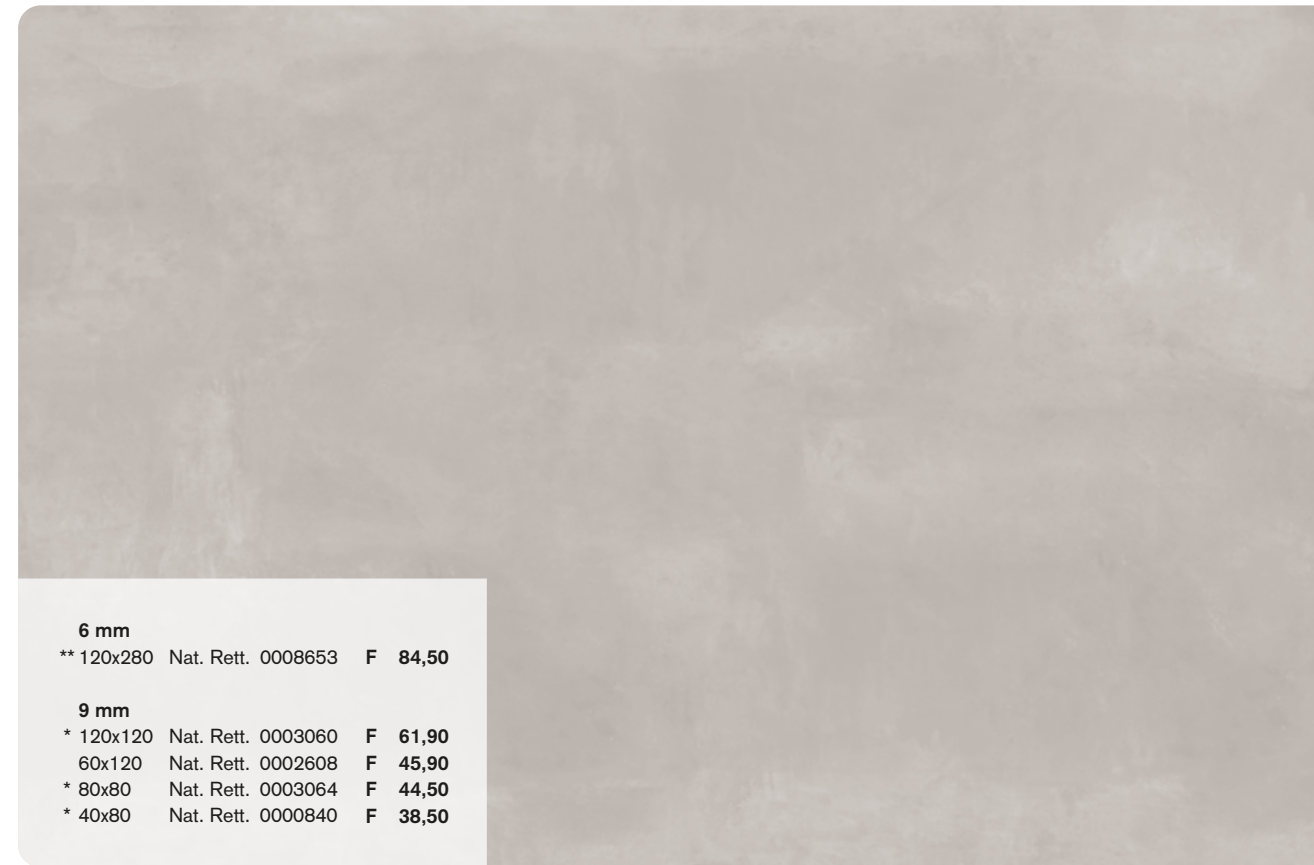 6 mm
** 120x280 Nat. Rett. 0008653 F 84,50
9 mm
* 120x120 Nat. Rett. 0003060 F 61,90
60x120 Nat. Rett. 0002608 F 45,90
* 80x80 Nat. Rett. 0003064 F 44,50
* 40x80 Nat. Rett. 0000840 F 38,50